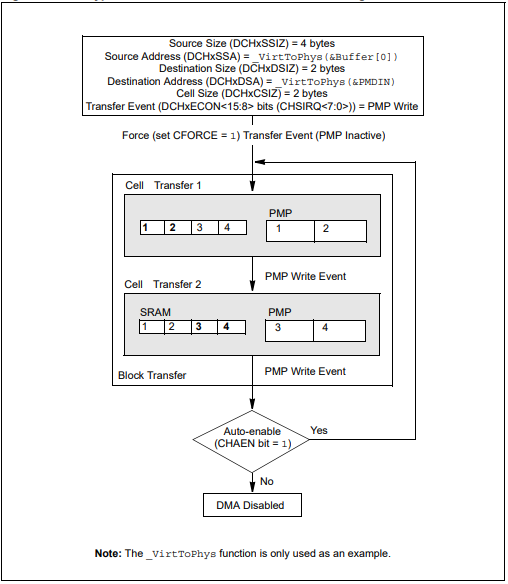 Source Size (DCHxSSIZ) = 4 bytes
Source Address (DCHxSSA) = _VirtToPhys(&Buffer[0])
Destination Size (DCHxDSIZ) = 2 bytes
Destination Address (DCHxDSA) = _VirtToPhys(&PMDIN)
Cell Size (DCHxCSIZ) = 2 bytes
Transfer Event (DCHxECON<15:8> bits (CHSIRQ<7:0>)) = PMP Write
Force (set CFORCE = 1) Transfer Event (PMP Inactive)
Cell Transfer 1
PMP
1 2 3 4 1 2
PMP Write Event
Cell Transfer 2
SRAM PMP
1 2 3 4 3 4
PMP Write Event
Block Transfer
Auto-enable
(CHAEN bit = 1)
Yes
No
DMA Disabled
Note: The _VirtToPhys function is only used as an example.